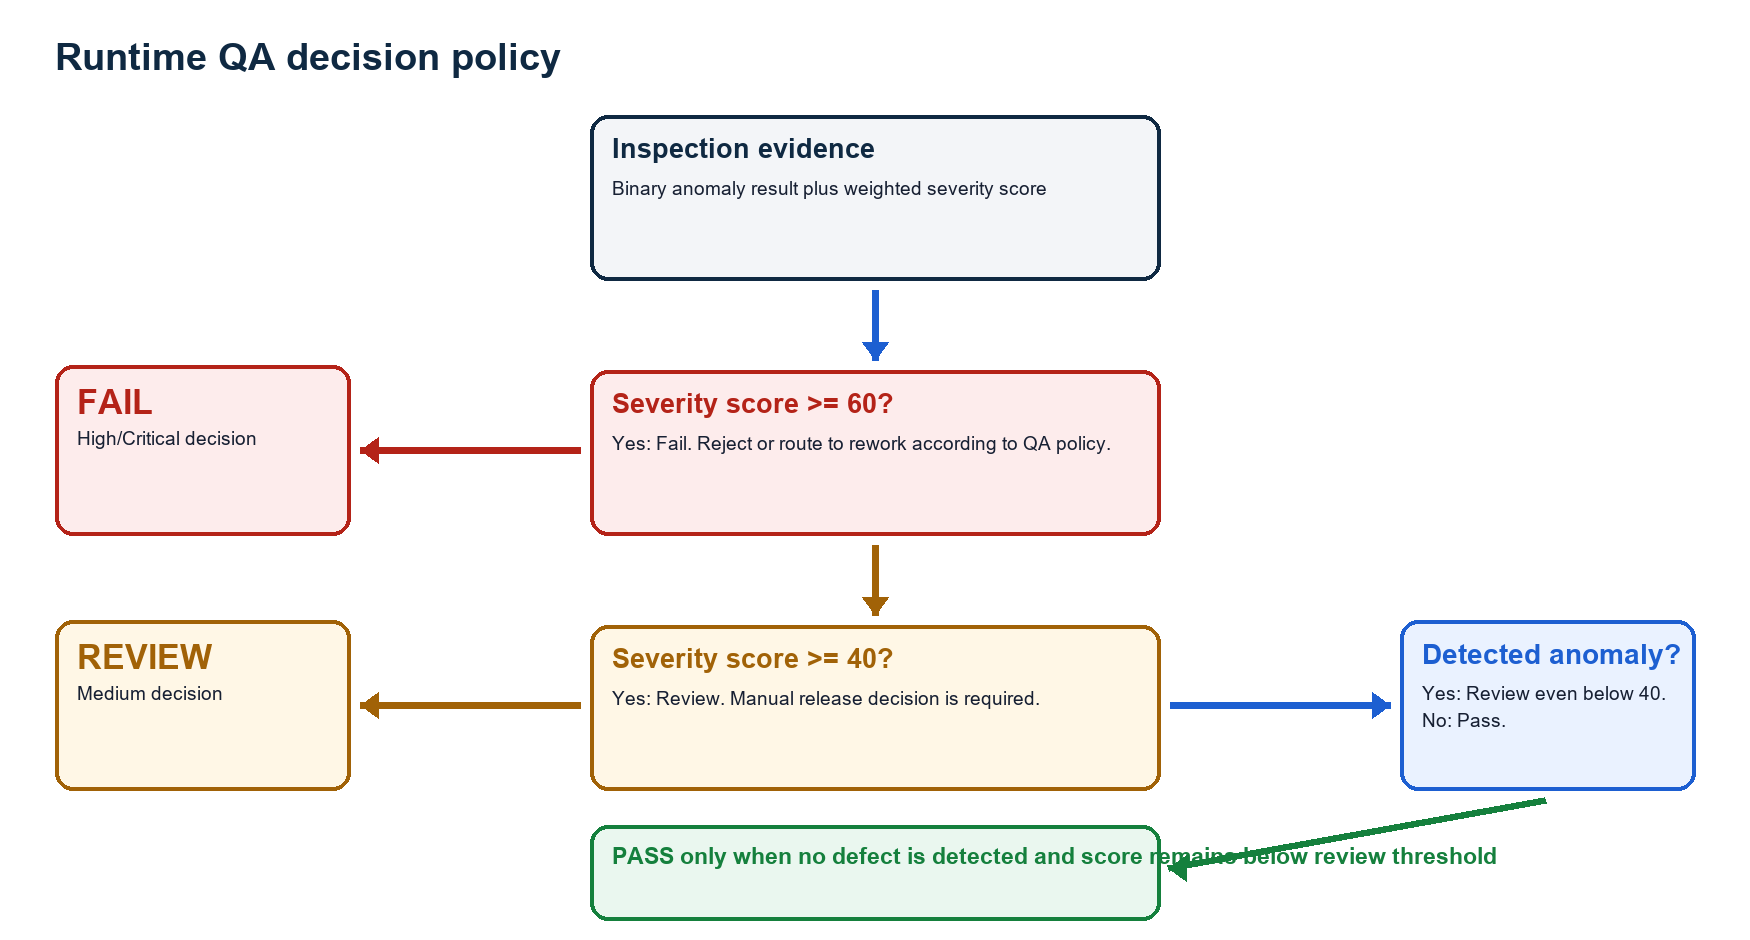 Runtime QA decision policy
Inspection evidence
Binary anomaly result plus weighted severity score
FAIL
High/Critical decision
Severity score >= 60?
Yes: Fail. Reject or route to rework according to QA policy.
REVIEW
Medium decision
Severity score >= 40?
Yes: Review. Manual release decision is required.
Detected anomaly?
Yes: Review even below 40.
No: Pass.
PASS only when no defect is detected and score remains below review threshold